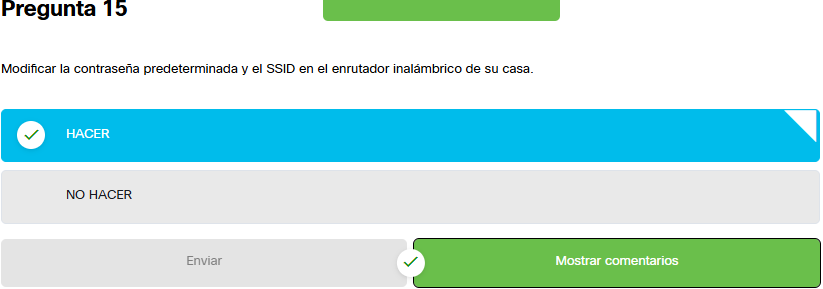 Pregunta 15
Modificar la contraseña predeterminada y el SSID en el enrutador inalámbrico de su casa.
HACER
NO HACER
Enviar
Mostrar comentarios